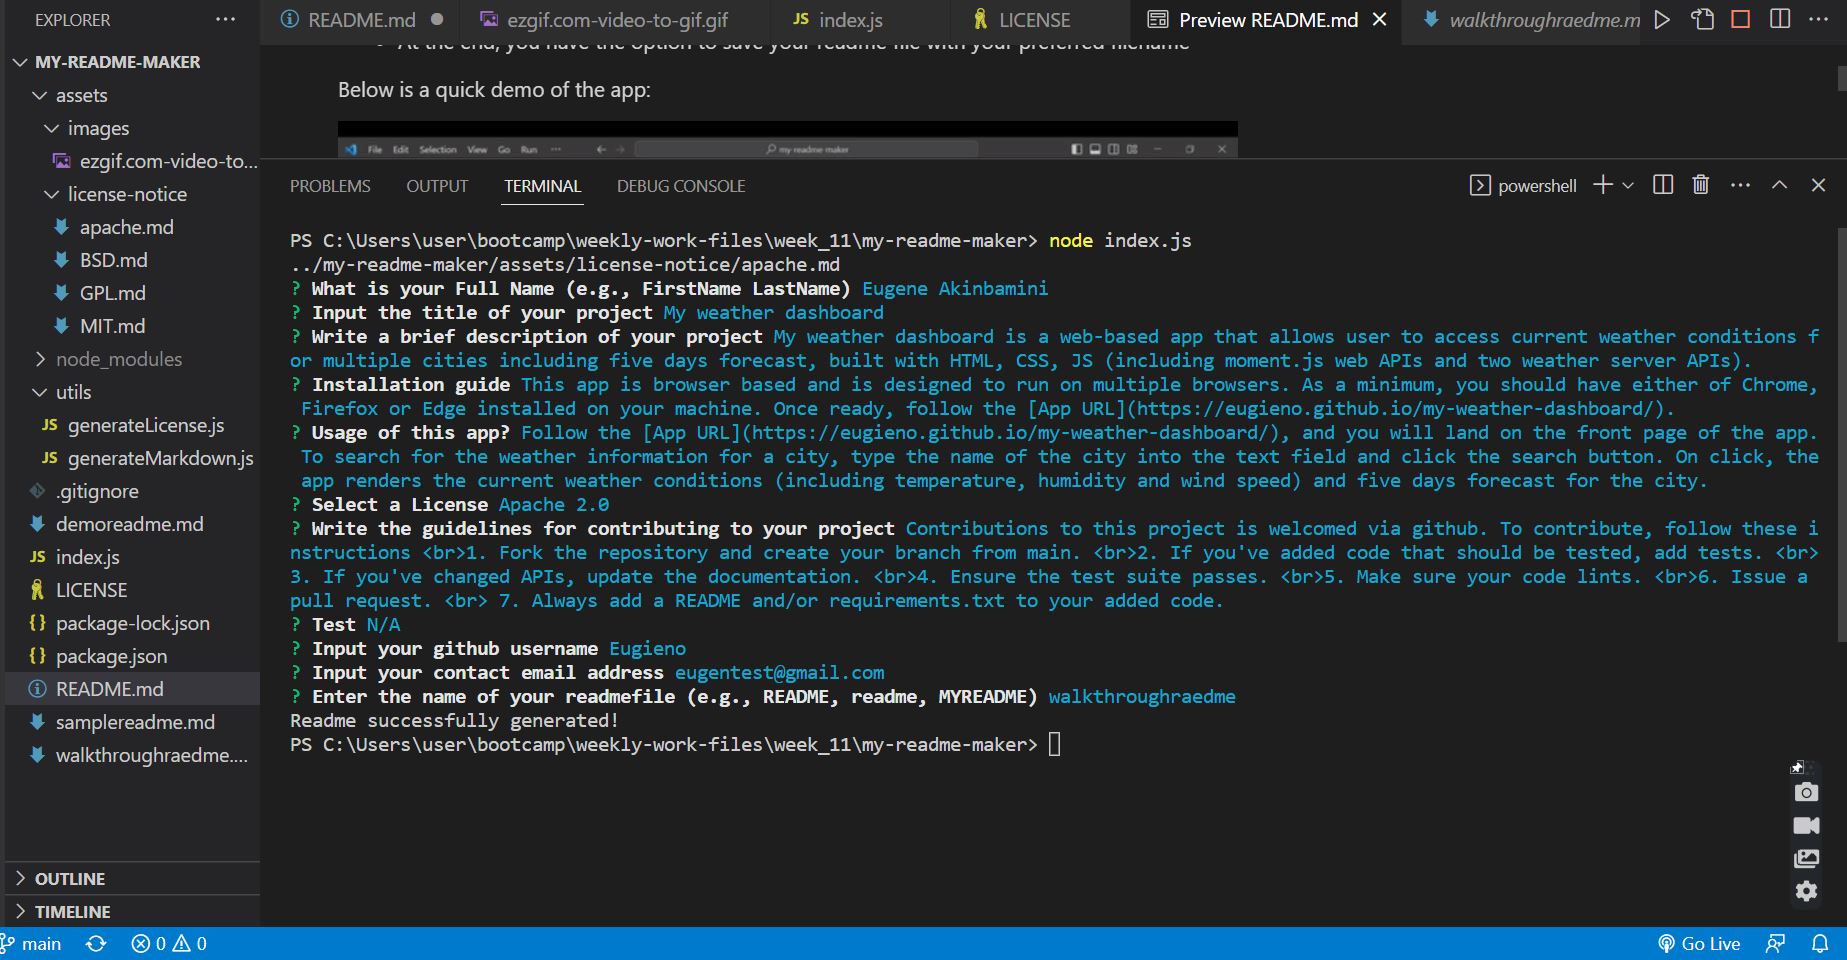 EXPLORER
README.md
ezgif.com-video-to-gif.gif
JS index.js
LICENSE
Preview README.md
walkthroughraedme.m
MY-README-MAKER
assets
images
ezgif.com-video-to...
license-notice
apache.md
BSD.md
GPL.md
MIT.md
node_modules
utils
JS generateLicense.js
JS generateMarkdown.js
.gitignore
demoreadme.md
JS index.js
LICENSE
{} package-lock.json
{} package.json
README.md
samplereadme.md
walkthroughraedme....
OUTLINE
TIMELINE
At the end, you have the option to save your readme file with your preferred filename
Below is a quick demo of the app:
File Edit Selection View Go Run ... my readme maker
PROBLEMS OUTPUT TERMINAL DEBUG CONSOLE
powershell
PS C:\Users\user\bootcamp\weekly-work-files\week_11\my-readme-maker> node index.js
../my-readme-maker/assets/license-notice/apache.md
? What is your Full Name (e.g., FirstName LastName) Eugene Akinbamini
? Input the title of your project My weather dashboard
? Write a brief description of your project My weather dashboard is a web-based app that allows user to access current weather conditions f
or multiple cities including five days forecast, built with HTML, CSS, JS (including moment.js web APIs and two weather server APIs).
? Installation guide This app is browser based and is designed to run on multiple browsers. As a minimum, you should have either of Chrome,
Firefox or Edge installed on your machine. Once ready, follow the [App URL](https://eugieno.github.io/my-weather-dashboard/).
? Usage of this app? Follow the [App URL](https://eugieno.github.io/my-weather-dashboard/), and you will land on the front page of the app.
To search for the weather information for a city, type the name of the city into the text field and click the search button. On click, the
app renders the current weather conditions (including temperature, humidity and wind speed) and five days forecast for the city.
? Select a License Apache 2.0
? Write the guidelines for contributing to your project Contributions to this project is welcomed via github. To contribute, follow these i
nstructions <br>1. Fork the repository and create your branch from main. <br>2. If you've added code that should be tested, add tests. <br>
3. If you've changed APIs, update the documentation. <br>4. Ensure the test suite passes. <br>5. Make sure your code lints. <br>6. Issue a
pull request. <br> 7. Always add a README and/or requirements.txt to your added code.
? Test N/A
? Input your github username Eugieno
? Input your contact email address eugentest@gmail.com
? Enter the name of your readmefile (e.g., README, readme, MYREADME) walkthroughraedme
Readme successfully generated!
PS C:\Users\user\bootcamp\weekly-work-files\week_11\my-readme-maker>
main 0 0 Go Live